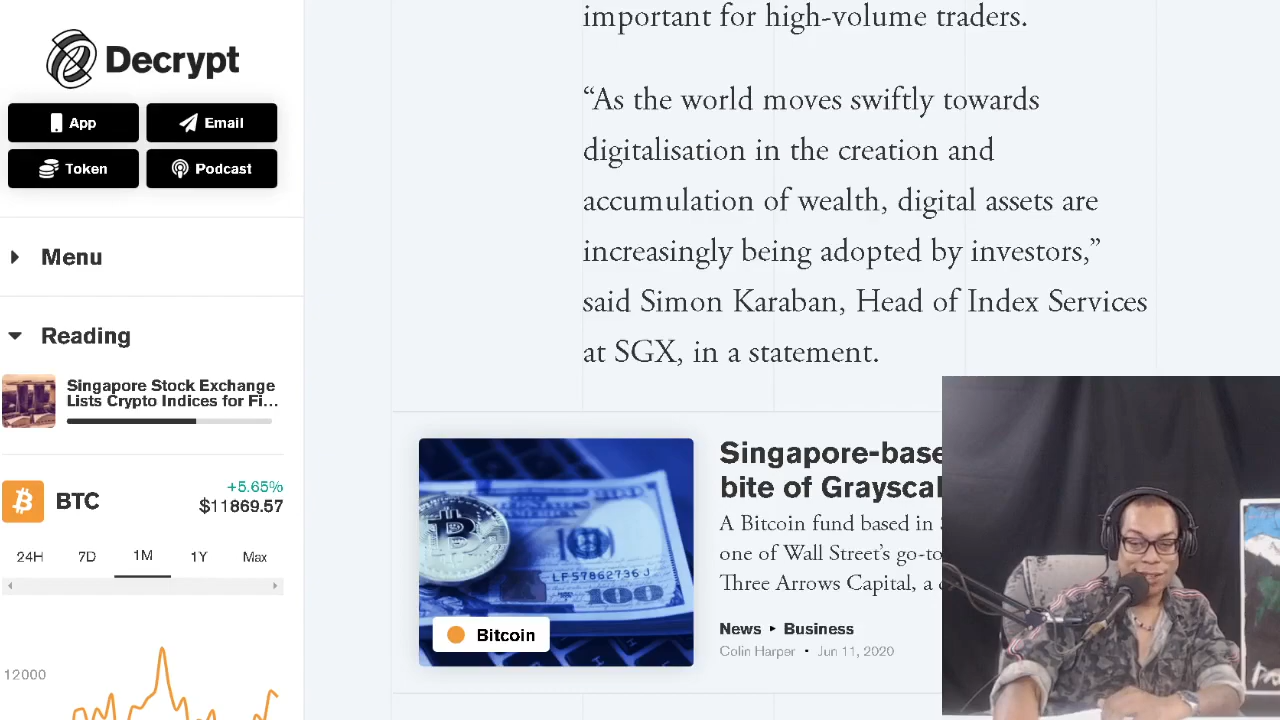 Decrypt
App
Email
Token
Podcast
Menu
Reading
Singapore Stock Exchange
Lists Crypto Indices for Fi...
BTC
+5.65%
$11869.57
24H 7D 1M 1Y Max
12000
important for high-volume traders.
“As the world moves swiftly towards
digitalisation in the creation and
accumulation of wealth, digital assets are
increasingly being adopted by investors,”
said Simon Karaban, Head of Index Services
at SGX, in a statement.
LF57862736J
100
Bitcoin
Singapore-base
bite of Grayscal
A Bitcoin fund based in
one of Wall Street’s go-to
Three Arrows Capital, a
News ‣ Business
Colin Harper • Jun 11, 2020